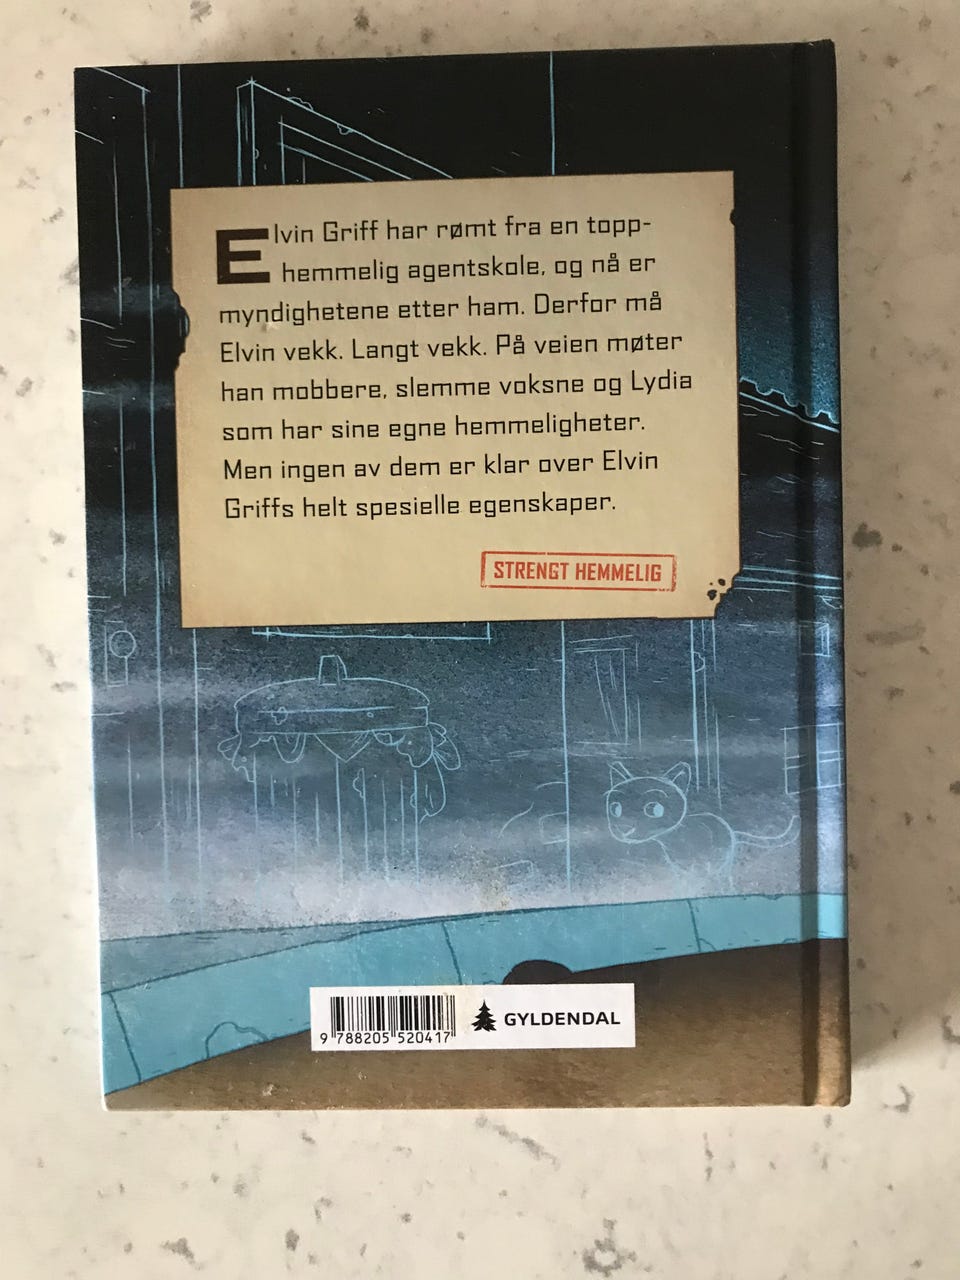 Elvin Griff har rømt fra en topp-
hemmelig agentskole, og nå er
myndighetene etter ham. Derfor må
Elvin vekk. Langt vekk. På veien møter
han mobbere, slemme voksne og Lydia
som har sine egne hemmeligheter.
Men ingen av dem er klar over Elvin
Griffs helt spesielle egenskaper.
STRENGT HEMMELIG
9 788205 520417
GYLDENDAL